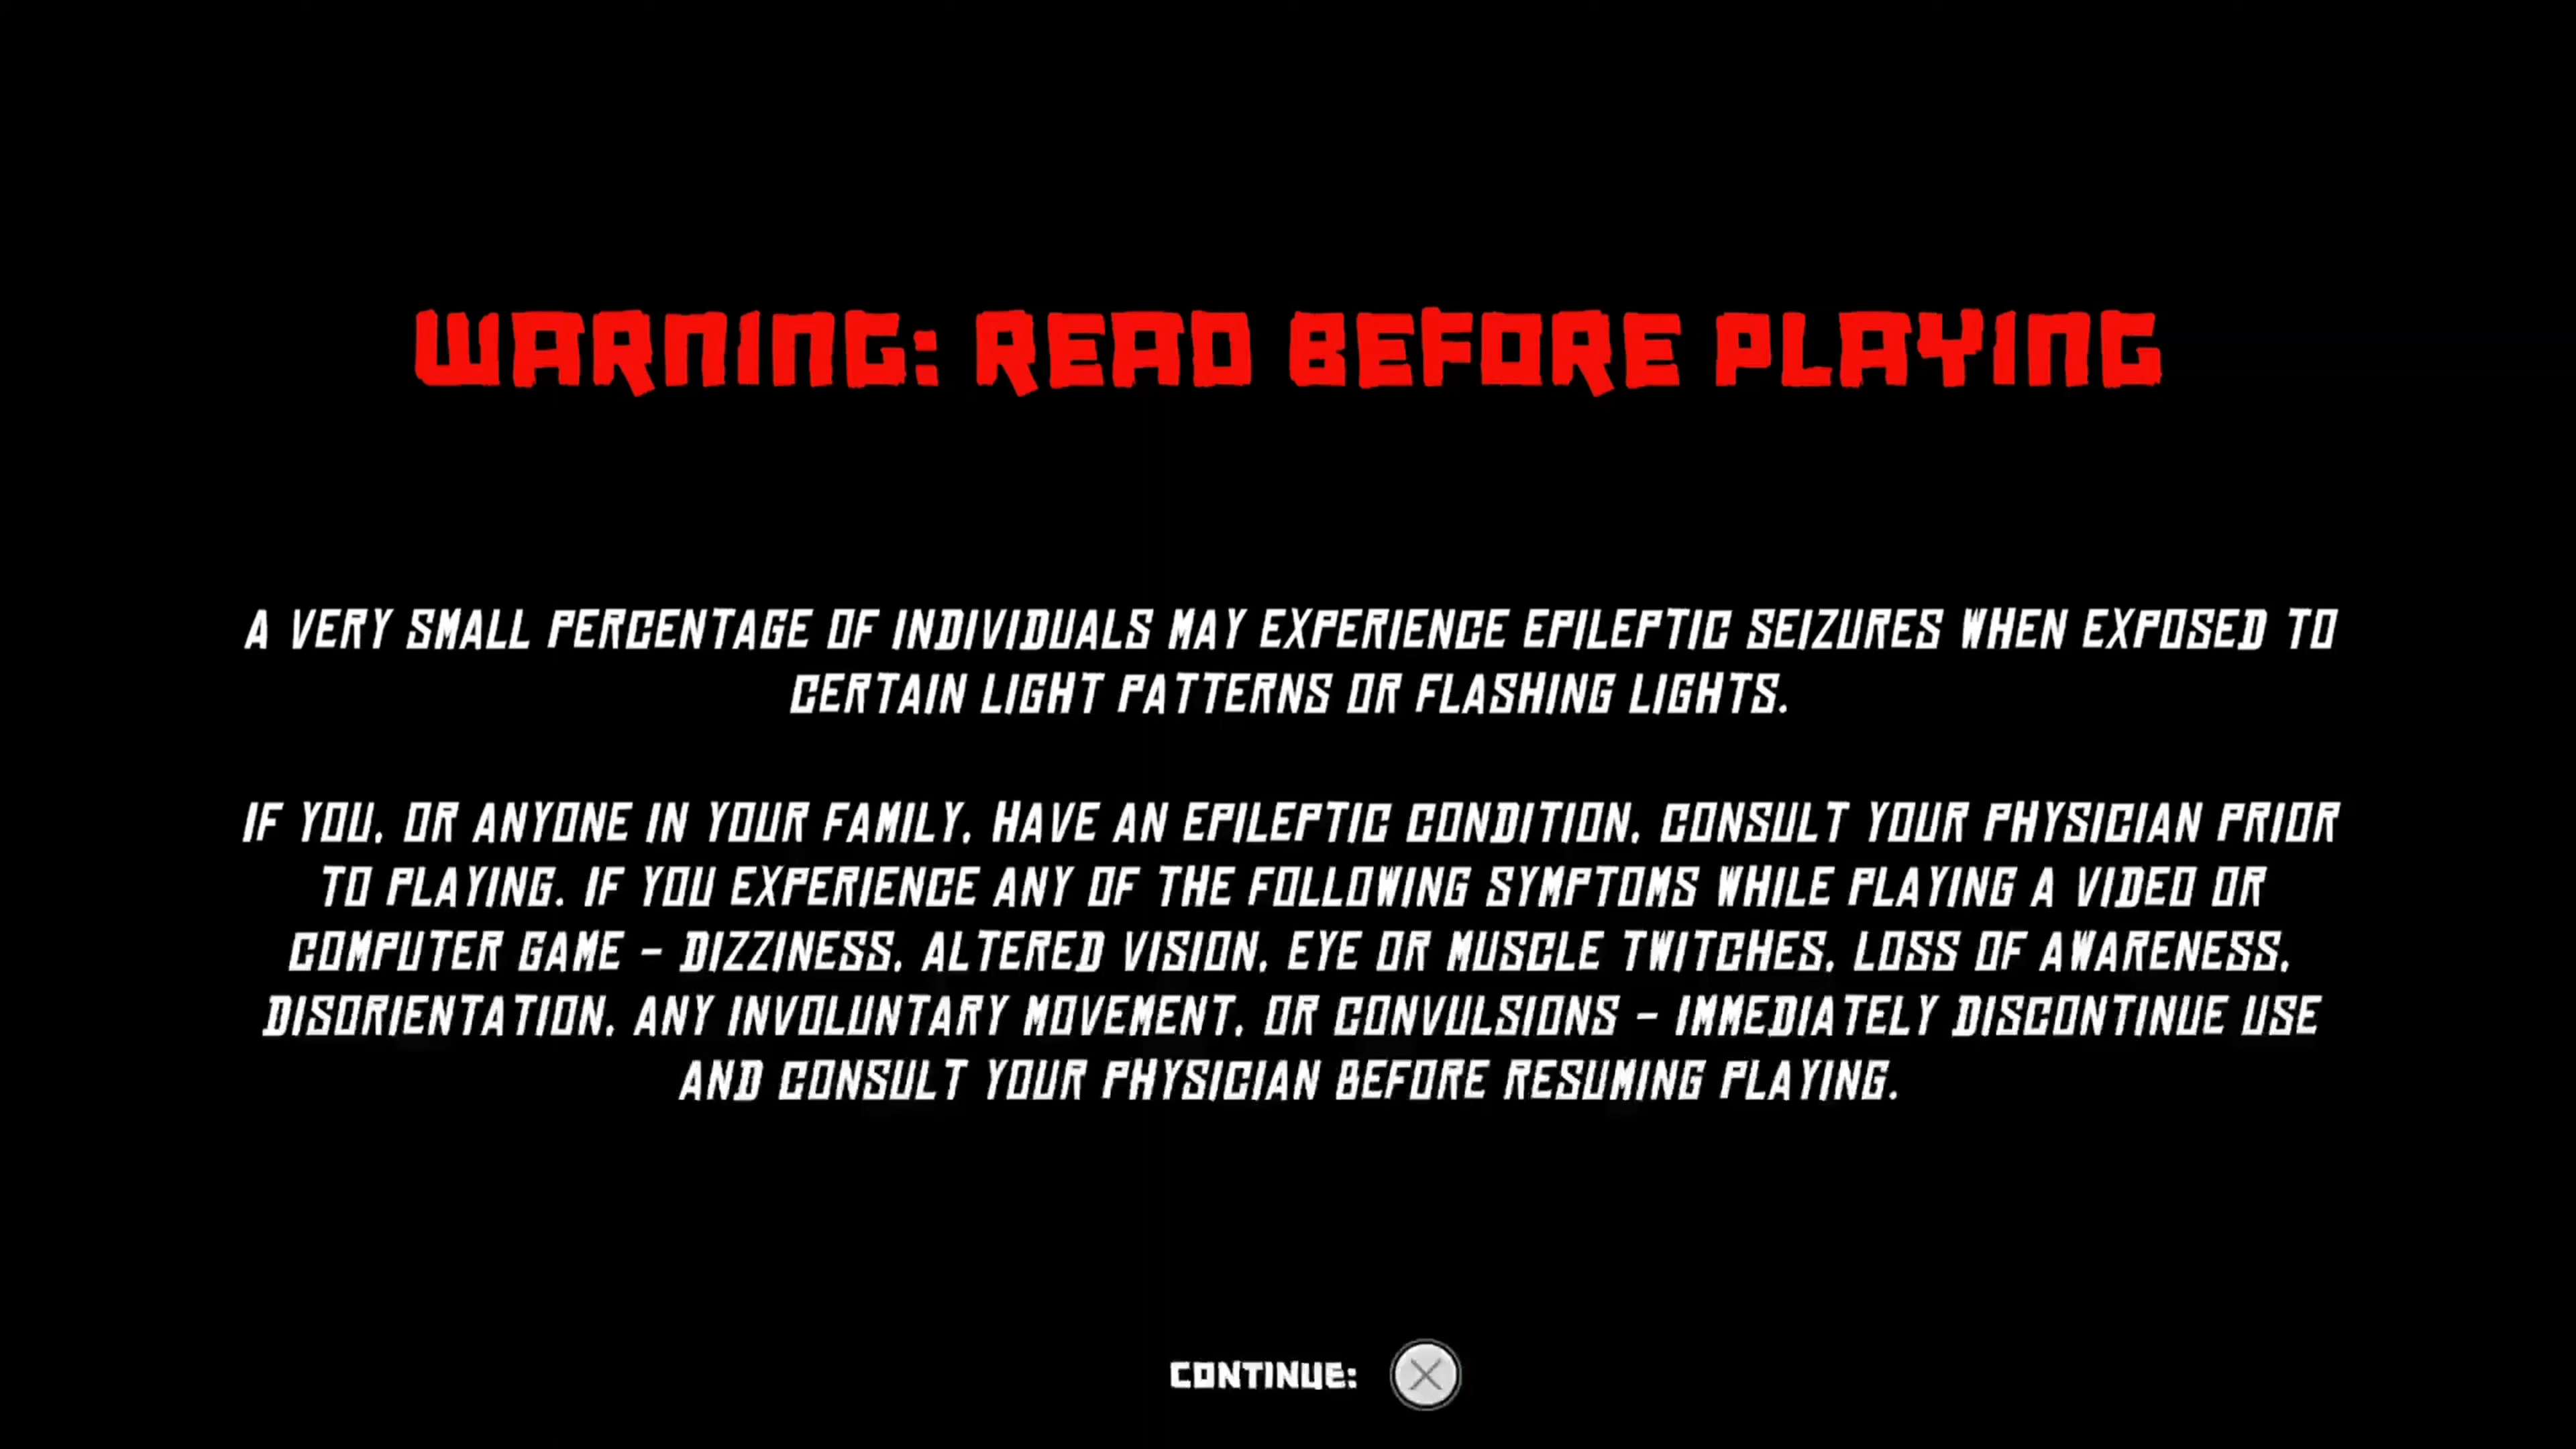 WARNING: READ BEFORE PLAYING
A VERY SMALL PERCENTAGE OF INDIVIDUALS MAY EXPERIENCE EPILEPTIC SEIZURES WHEN EXPOSED TO
CERTAIN LIGHT PATTERNS OR FLASHING LIGHTS.
IF YOU, OR ANYONE IN YOUR FAMILY, HAVE AN EPILEPTIC CONDITION, CONSULT YOUR PHYSICIAN PRIOR
TO PLAYING. IF YOU EXPERIENCE ANY OF THE FOLLOWING SYMPTOMS WHILE PLAYING A VIDEO OR
COMPUTER GAME - DIZZINESS, ALTERED VISION, EYE OR MUSCLE TWITCHES, LOSS OF AWARENESS,
DISORIENTATION, ANY INVOLUNTARY MOVEMENT, OR CONVULSIONS - IMMEDIATELY DISCONTINUE USE
AND CONSULT YOUR PHYSICIAN BEFORE RESUMING PLAYING.
CONTINUE: